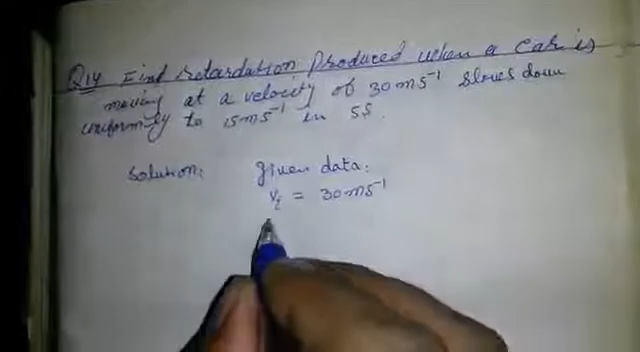 Q14 Find retardation Produced when a Car is
moving at a velocity of 30ms⁻¹ slows down
uniformly to 15ms⁻¹ in 5S.
Solution: given data:
Vᵢ = 30ms⁻¹